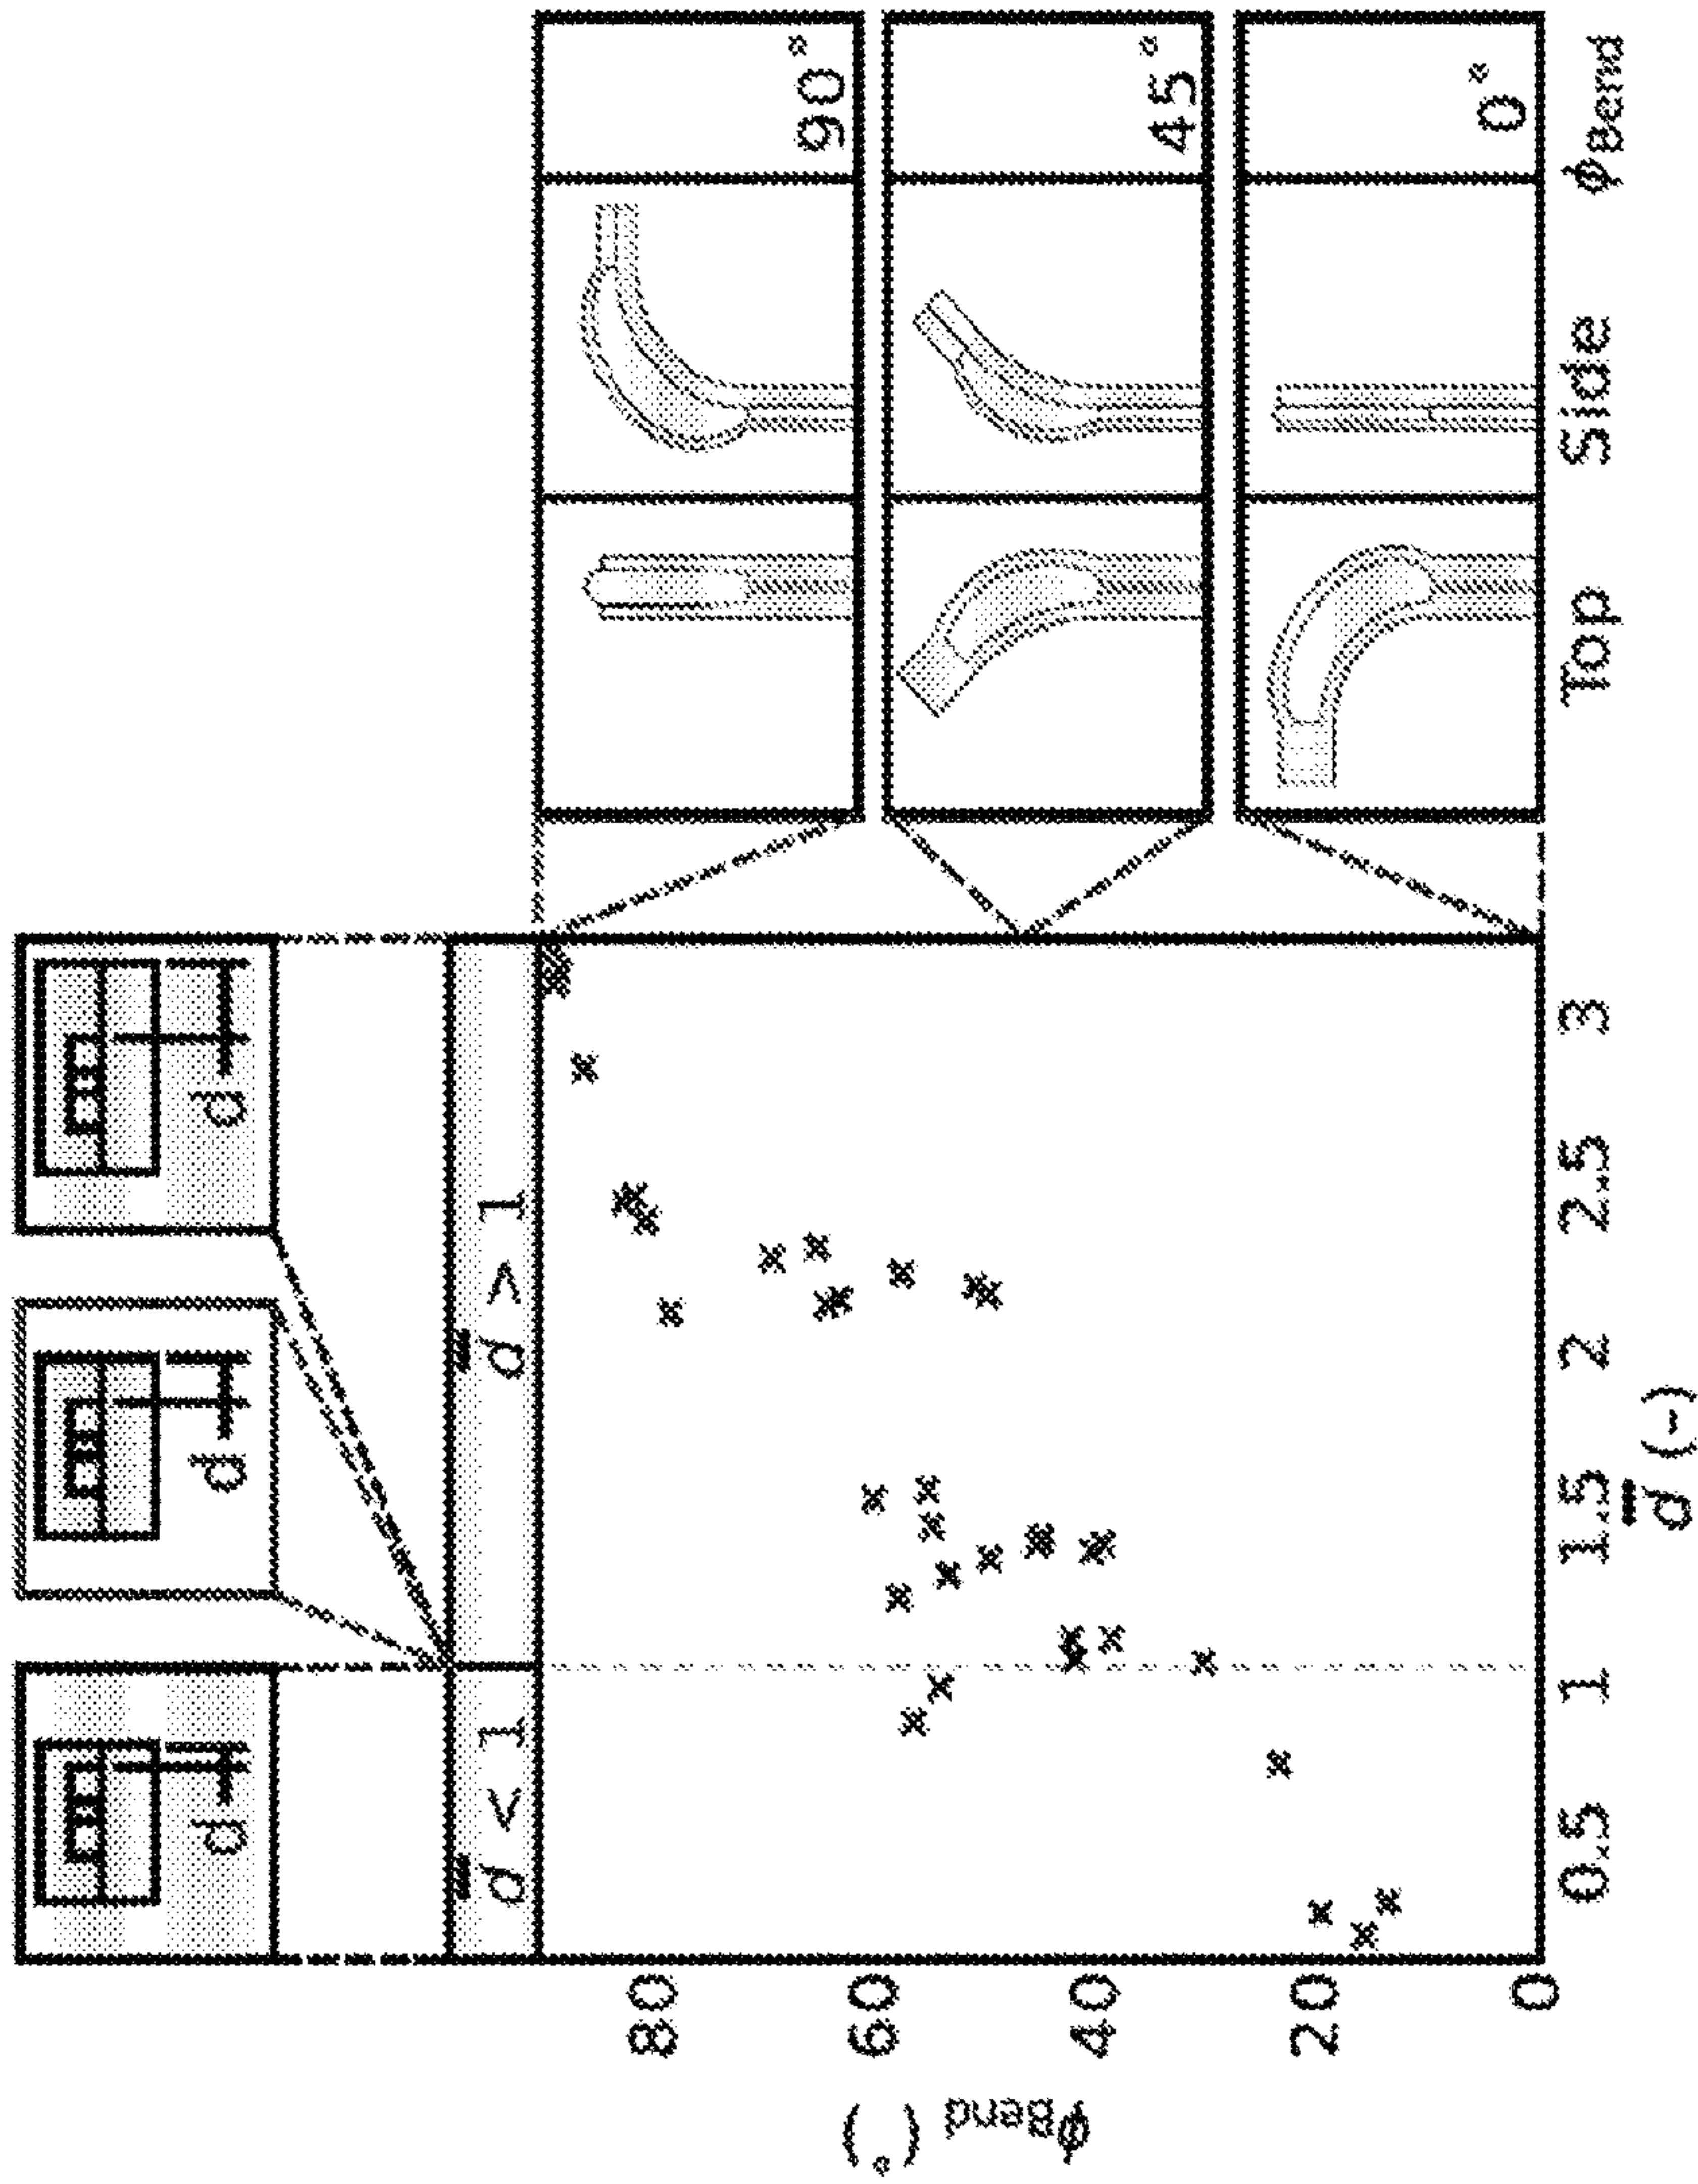 d
d
d
d̅ < 1
d̅ > 1
80
60
40
20
0
ϕBend (°)
0.5
1
1.5
2
2.5
3
d̅ (-)
90°
45°
0°
Top
Side
ϕBend